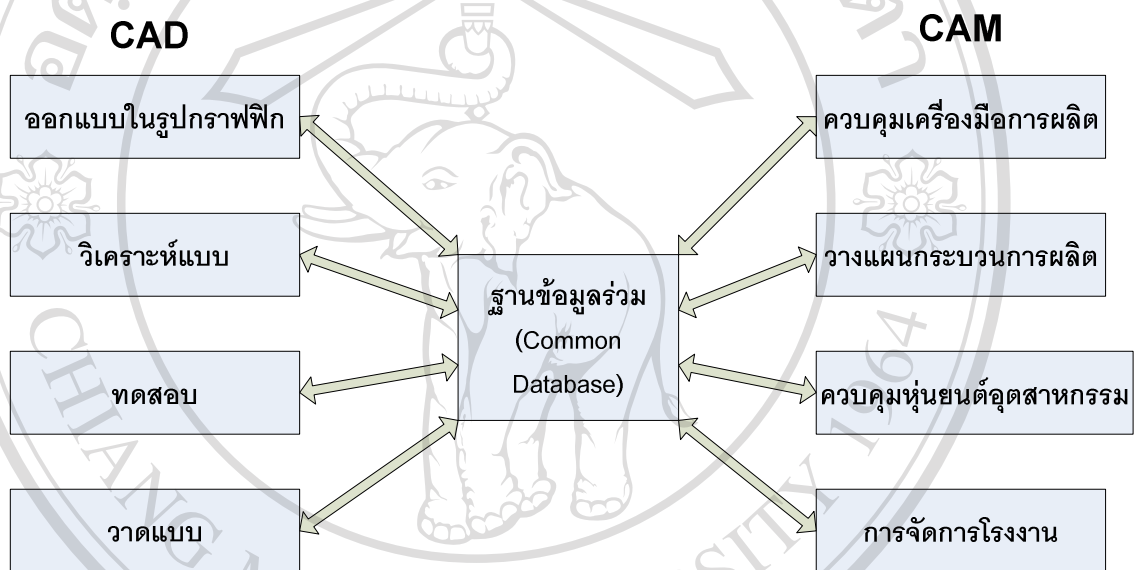 CAD
ออกแบบในรูปกราฟฟิก
วิเคราะห์แบบ
ทดสอบ
วาดแบบ
ฐานข้อมูลร่วม
(Common
Database)
CAM
ควบคุมเครื่องมือการผลิต
วางแผนกระบวนการผลิต
ควบคุมหุ่นยนต์อุตสาหกรรม
การจัดการโรงงาน